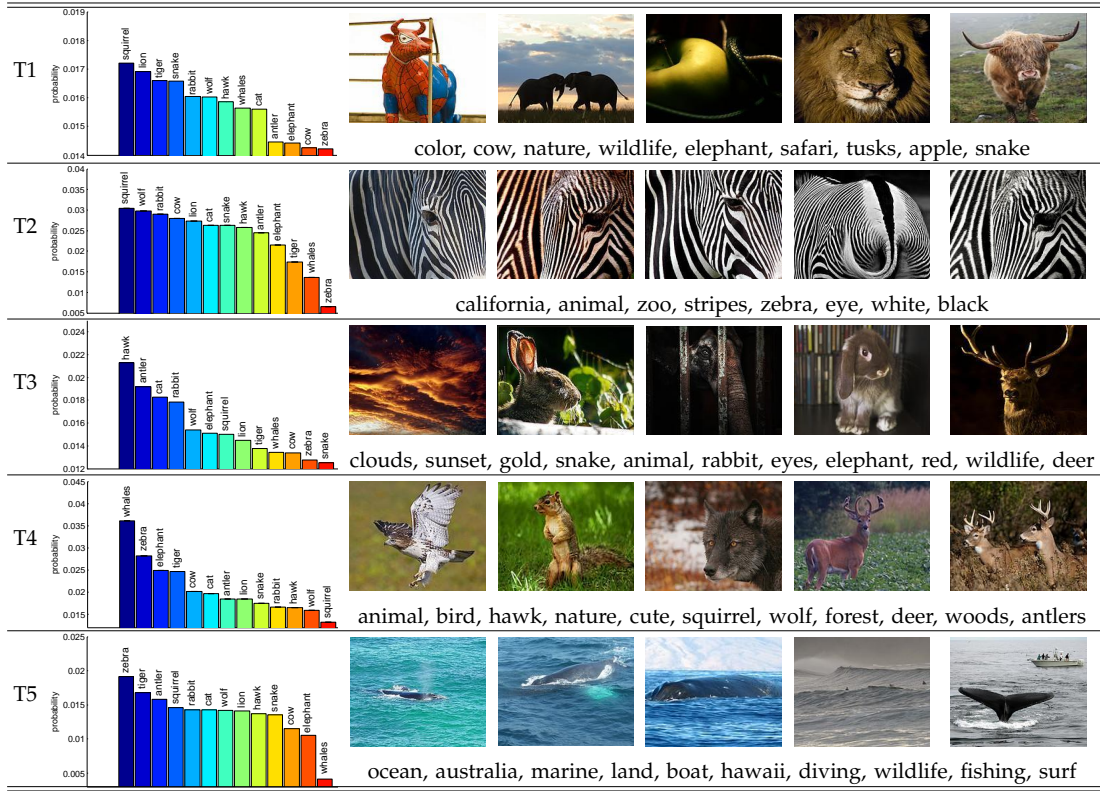 0.019
0.018
0.017
0.016
0.015
0.014
probability
squirrel
lion
tiger
snake
rabbit
wolf
hawk
whales
cat
antler
elephant
cow
zebra
T1
color, cow, nature, wildlife, elephant, safari, tusks, apple, snake
0.04
0.035
0.03
0.025
0.02
0.015
0.01
0.005
probability
squirrel
wolf
rabbit
cow
lion
cat
snake
hawk
antler
elephant
tiger
whales
zebra
T2
california, animal, zoo, stripes, zebra, eye, white, black
0.024
0.022
0.02
0.018
0.016
0.014
0.012
probability
hawk
antler
cat
rabbit
wolf
elephant
squirrel
lion
tiger
whales
cow
zebra
snake
T3
clouds, sunset, gold, snake, animal, rabbit, eyes, elephant, red, wildlife, deer
0.045
0.04
0.035
0.03
0.025
0.02
0.015
probability
whales
zebra
elephant
tiger
cow
cat
antler
lion
snake
rabbit
hawk
wolf
squirrel
T4
animal, bird, hawk, nature, cute, squirrel, wolf, forest, deer, woods, antlers
0.025
0.02
0.015
0.01
0.005
probability
zebra
tiger
antler
squirrel
rabbit
cat
wolf
lion
hawk
snake
cow
elephant
whales
T5
ocean, australia, marine, land, boat, hawaii, diving, wildlife, fishing, surf